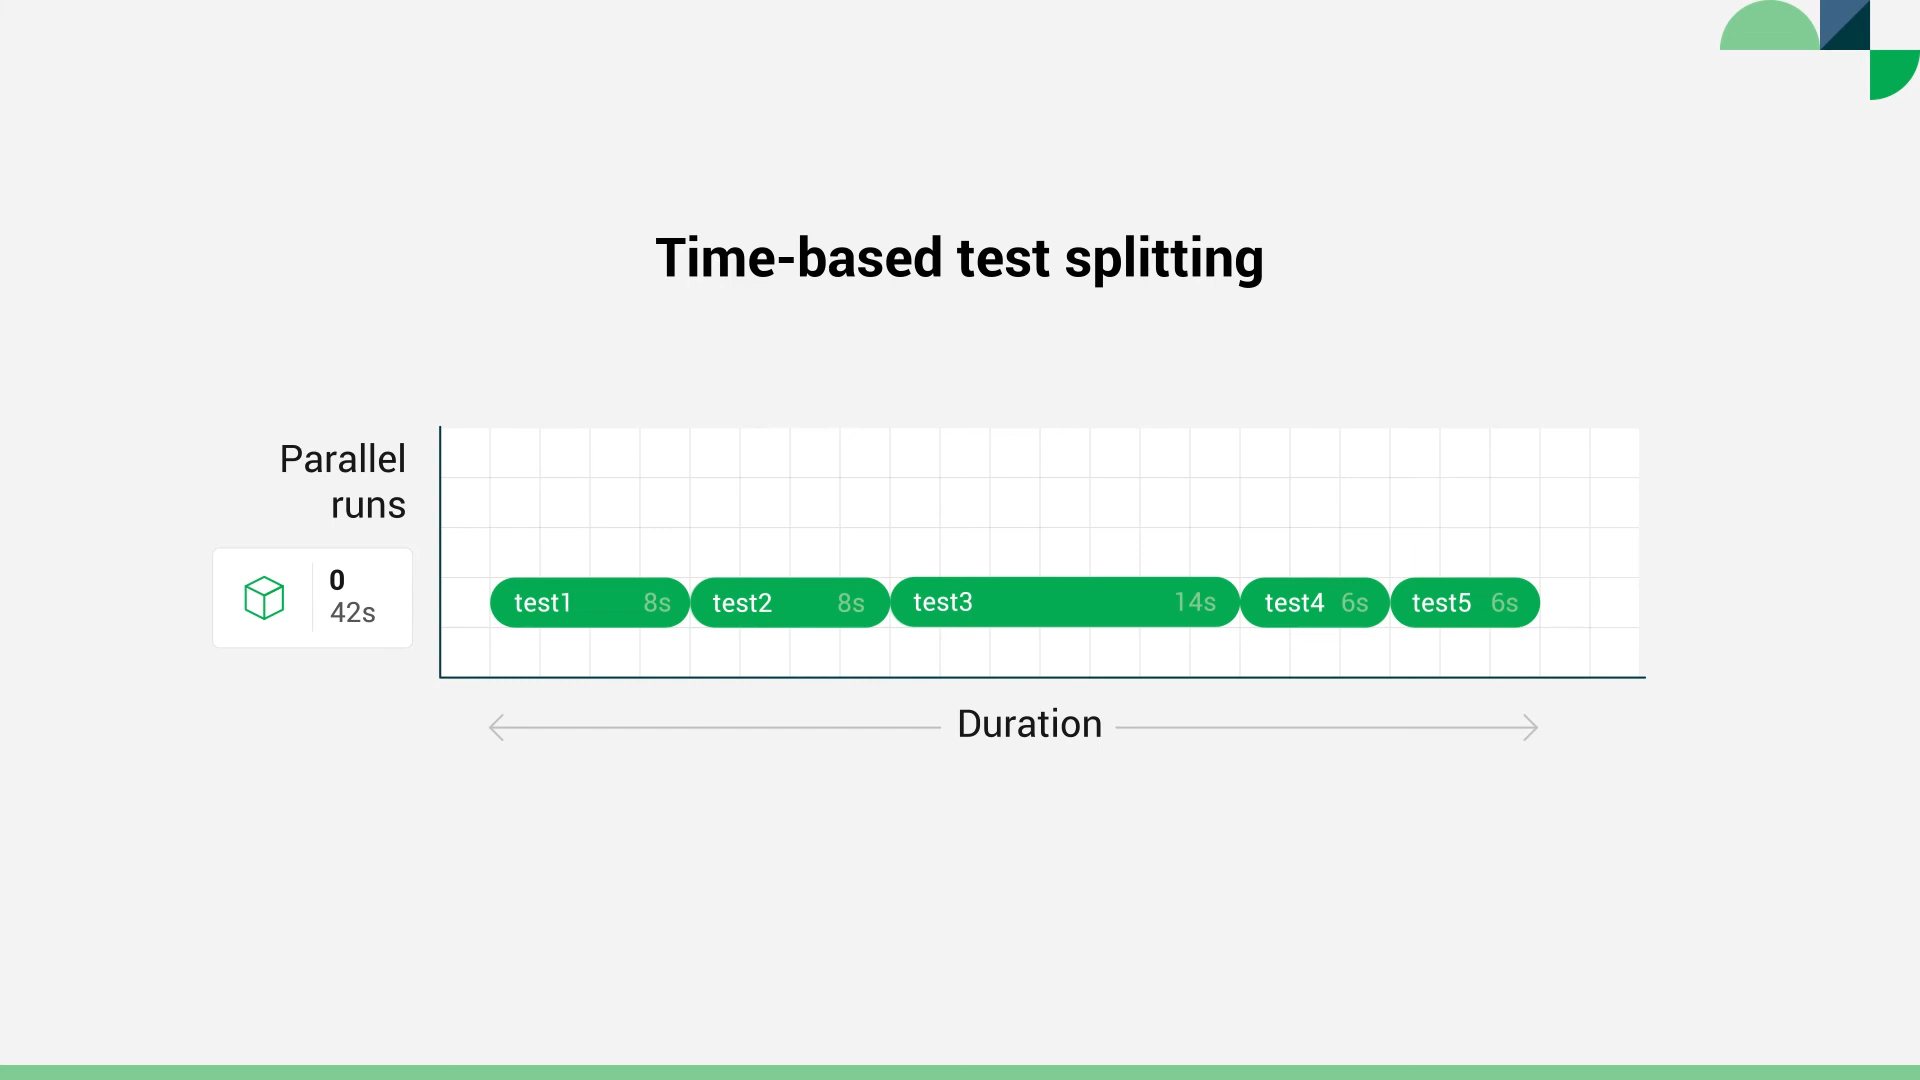 Time-based test splitting
Parallel
runs
0
42s
test1 8s test2 8s test3 14s test4 6s test5 6s
Duration